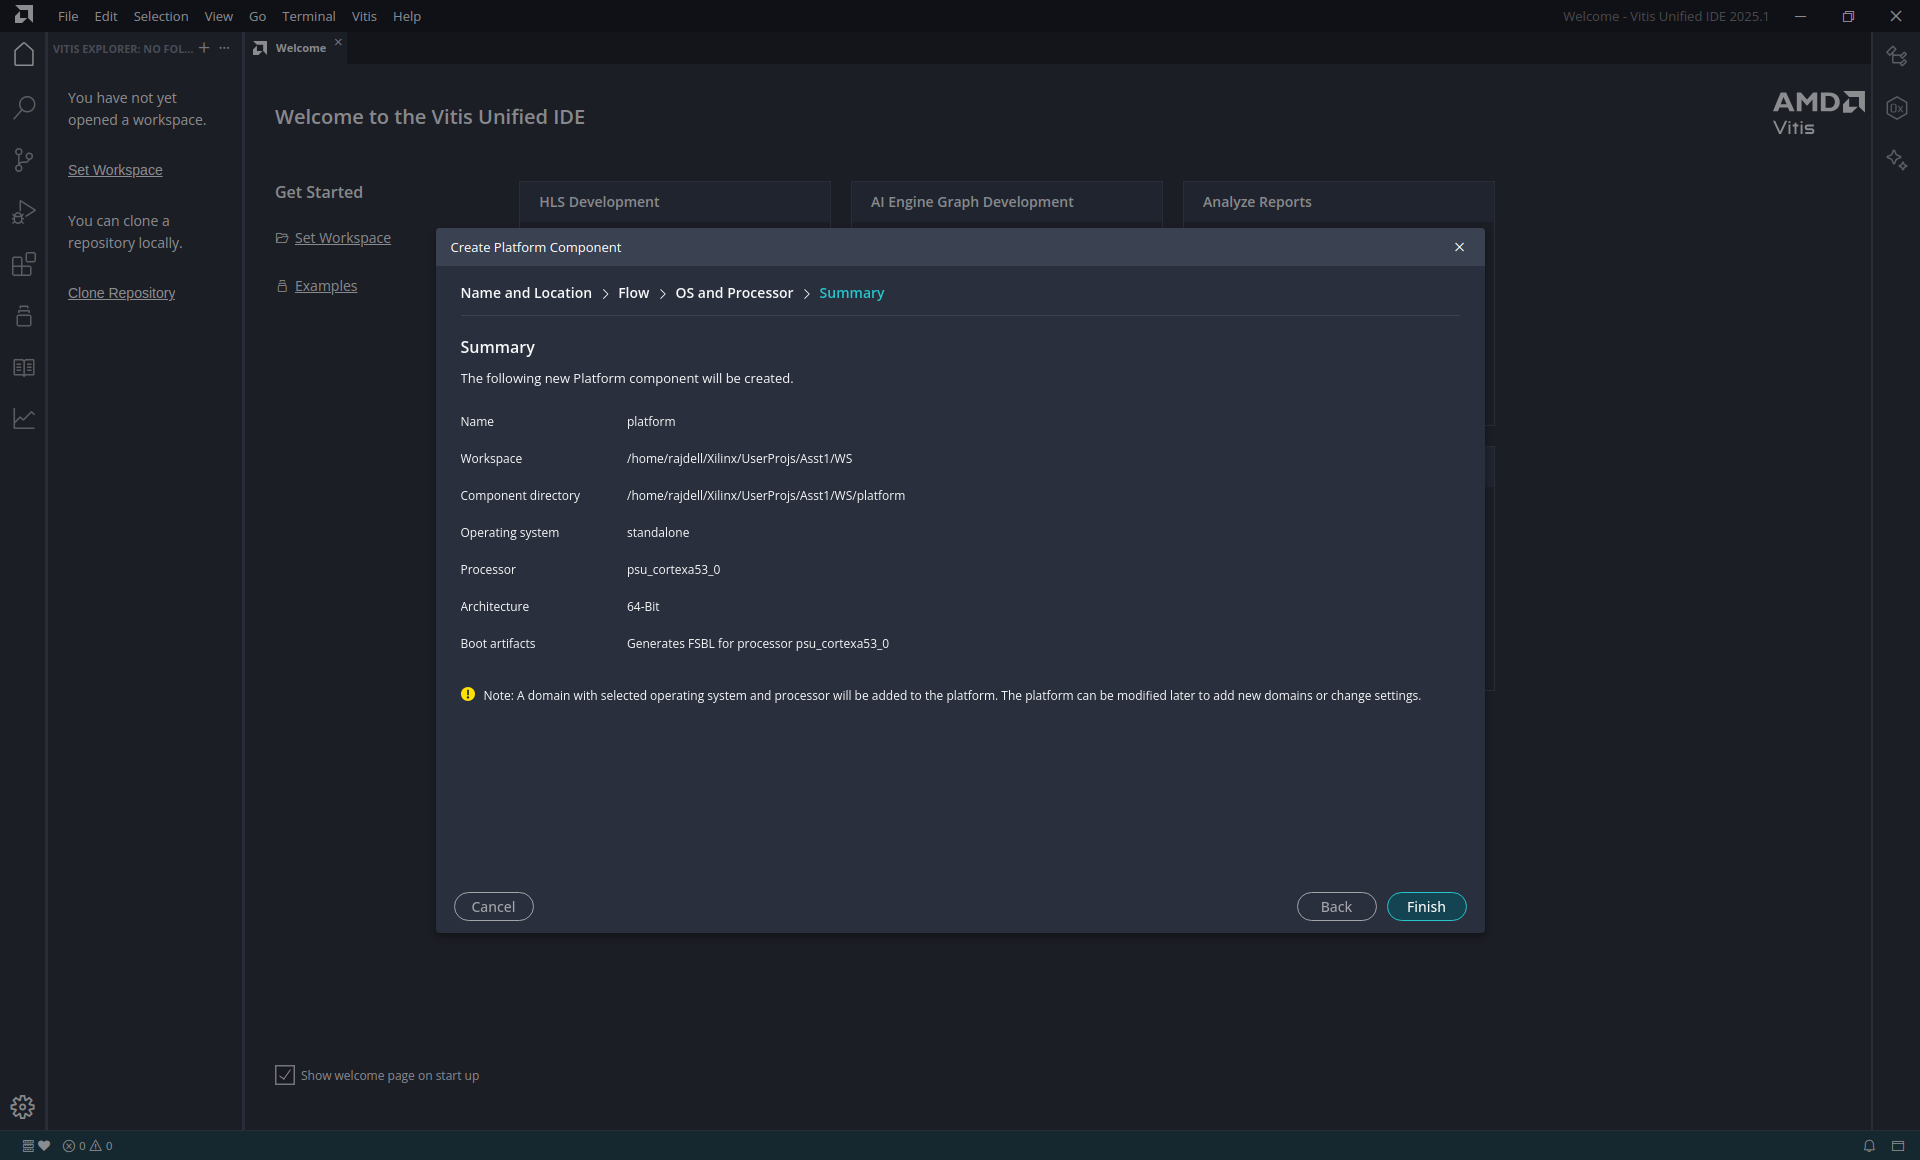 File Edit Selection View Go Terminal Vitis Help
Welcome - Vitis Unified IDE 2025.1
VITIS EXPLORER: NO FOL...
Welcome
You have not yet
opened a workspace.
Set Workspace
You can clone a
repository locally.
Clone Repository
Welcome to the Vitis Unified IDE
AMD
Vitis
Get Started
Set Workspace
Examples
HLS Development
AI Engine Graph Development
Analyze Reports
Create Platform Component
Name and Location > Flow > OS and Processor > Summary
Summary
The following new Platform component will be created.
Name platform
Workspace /home/rajdell/Xilinx/UserProjs/Asst1/WS
Component directory /home/rajdell/Xilinx/UserProjs/Asst1/WS/platform
Operating system standalone
Processor psu_cortexa53_0
Architecture 64-Bit
Boot artifacts Generates FSBL for processor psu_cortexa53_0
Note: A domain with selected operating system and processor will be added to the platform. The platform can be modified later to add new domains or change settings.
Cancel Back Finish
Show welcome page on start up
0 0
0x